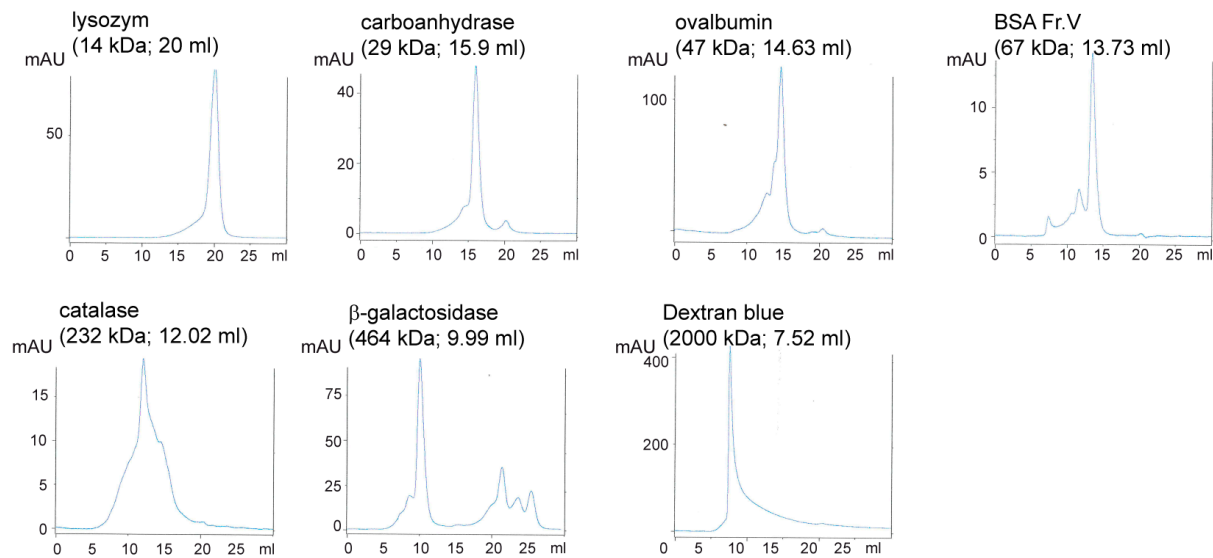 lysozym
(14 kDa; 20 ml)
mAU
50
0 5 10 15 20 25 ml
carboanhydrase
(29 kDa; 15.9 ml)
mAU
40
20
0
0 5 10 15 20 25 ml
ovalbumin
(47 kDa; 14.63 ml)
mAU
100
0 5 10 15 20 25 ml
BSA Fr.V
(67 kDa; 13.73 ml)
mAU
10
5
0
0 5 10 15 20 25 ml
catalase
(232 kDa; 12.02 ml)
mAU
15
10
5
0
0 5 10 15 20 25 ml
β-galactosidase
(464 kDa; 9.99 ml)
mAU
75
50
25
0
0 5 10 15 20 25 ml
Dextran blue
(2000 kDa; 7.52 ml)
mAU
400
200
0 5 10 15 20 25 ml